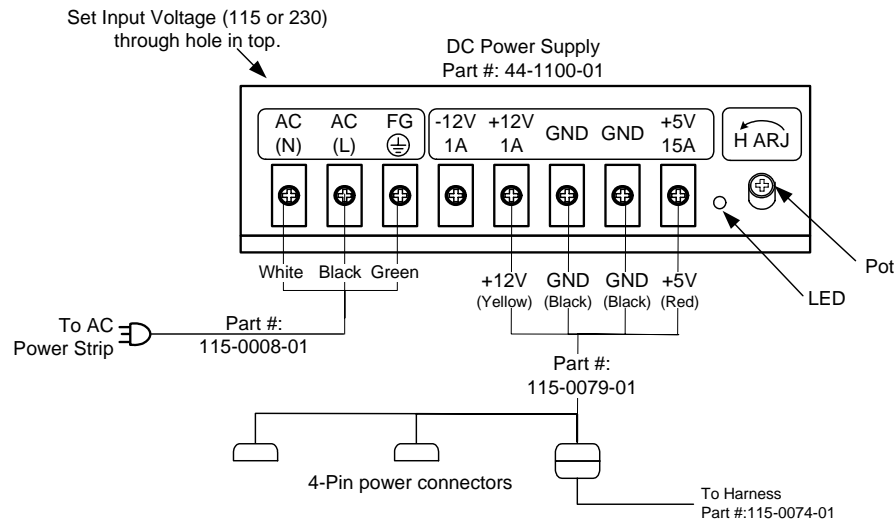 Set Input Voltage (115 or 230)
through hole in top.
DC Power Supply
Part #: 44-1100-01
AC (N)
AC (L)
FG
-12V 1A
+12V 1A
GND
GND
+5V 15A
H ARJ
White
Black
Green
+12V
(Yellow)
GND
(Black)
GND
(Black)
+5V
(Red)
Pot
LED
To AC
Power Strip
Part #:
115-0008-01
Part #:
115-0079-01
4-Pin power connectors
To Harness
Part #:115-0074-01